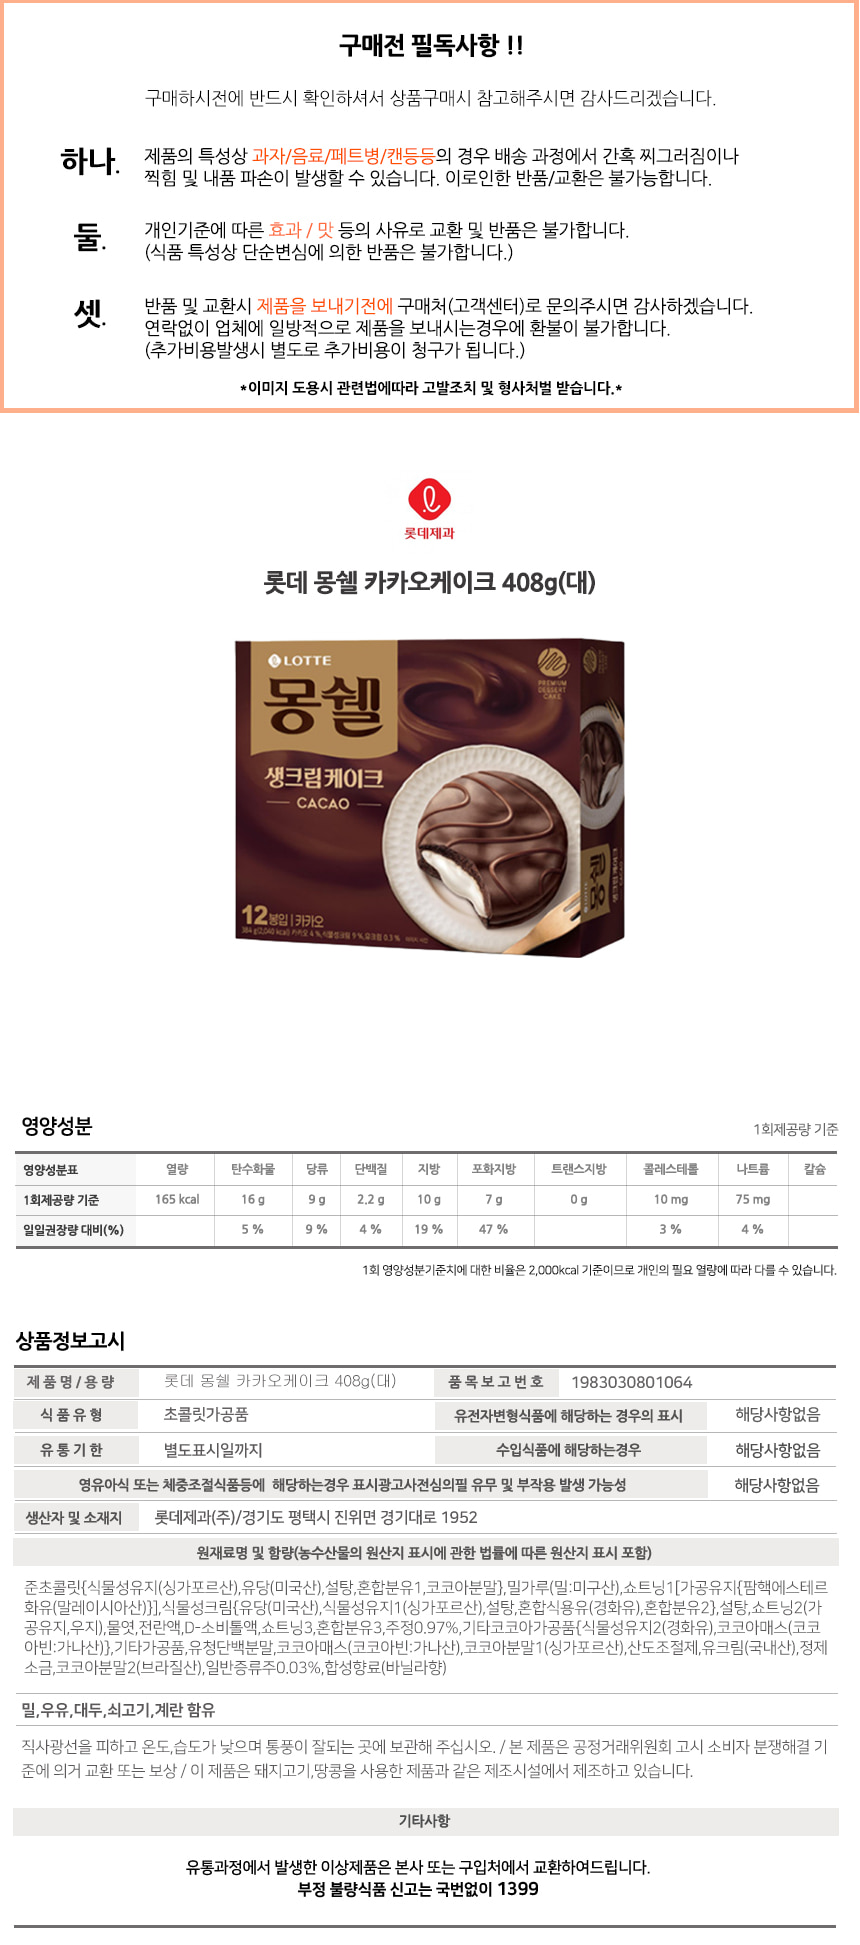 구매전 필독사항 !!
구매하시전에 반드시 확인하셔서 상품구매시 참고해주시면 감사드리겠습니다.
하나. 제품의 특성상 과자/음료/페트병/캔등등의 경우 배송 과정에서 간혹 찌그러짐이나
찍힘 및 내품 파손이 발생할 수 있습니다. 이로인한 반품/교환은 불가능합니다.
둘. 개인기준에 따른 효과 / 맛 등의 사유로 교환 및 반품은 불가합니다.
(식품 특성상 단순변심에 의한 반품은 불가합니다.)
셋. 반품 및 교환시 제품을 보내기전에 구매처(고객센터)로 문의주시면 감사하겠습니다.
연락없이 업체에 일방적으로 제품을 보내시는경우에 환불이 불가합니다.
(추가비용발생시 별도로 추가비용이 청구가 됩니다.)
*이미지 도용시 관련법에따라 고발조치 및 형사처벌 받습니다.*
롯데제과
롯데 몽쉘 카카오케이크 408g(대)
LOTTE
몽쉘
생크림케이크
CACAO
PREMIUM
DESSERT
CAKE
12봉입 | 카카오
384 g(2,040 kcal) 카카오 4 %, 식물성크림 9 %, 유크림 0.3 %
LOTTE
몽쉘
생크림케이크
CACAO
영양성분
1회제공량 기준
영양성분표 열량 탄수화물 당류 단백질 지방 포화지방 트랜스지방 콜레스테롤 나트륨 칼슘
1회제공량 기준 165 kcal 16 g 9 g 2.2 g 10 g 7 g 0 g 10 mg 75 mg
일일권장량 대비(%) 5 % 9 % 4 % 19 % 47 % 3 % 4 %
1회 영양성분기준치에 대한 비율은 2,000kcal 기준이므로 개인의 필요 열량에 따라 다를 수 있습니다.
상품정보고시
제품명/용량 롯데 몽쉘 카카오케이크 408g(대) 품목보고번호 1983030801064
식품유형 초콜릿가공품 유전자변형식품에 해당하는 경우의 표시 해당사항없음
유통기한 별도표시일까지 수입식품에 해당하는경우 해당사항없음
영유아식 또는 체중조절식품등에 해당하는경우 표시광고사전심의필 유무 및 부작용 발생 가능성 해당사항없음
생산자 및 소재지 롯데제과(주)/경기도 평택시 진위면 경기대로 1952
원재료명 및 함량(농수산물의 원산지 표시에 관한 법률에 따른 원산지 표시 포함)
준초콜릿{식물성유지(싱가포르산),유당(미국산),설탕,혼합분유1,코코아분말},밀가루(밀:미구산),쇼트닝1[가공유지{팜핵에스테르
화유(말레이시아산)}],식물성크림{유당(미국산),식물성유지1(싱가포르산),설탕,혼합식용유(경화유),혼합분유2},설탕,쇼트닝2(가
공유지,우지),물엿,전란액,D-소비톨액,쇼트닝3,혼합분유3,주정0.97%,기타코코아가공품{식물성유지2(경화유),코코아매스(코코
아빈:가나산)},기타가공품,유청단백분말,코코아매스(코코아빈:가나산),코코아분말1(싱가포르산),산도조절제,유크림(국내산),정제
소금,코코아분말2(브라질산),일반증류주0.03%,합성향료(바닐라향)
밀,우유,대두,쇠고기,계란 함유
직사광선을 피하고 온도,습도가 낮으며 통풍이 잘되는 곳에 보관해 주십시오. / 본 제품은 공정거래위원회 고시 소비자 분쟁해결 기
준에 의거 교환 또는 보상 / 이 제품은 돼지고기,땅콩을 사용한 제품과 같은 제조시설에서 제조하고 있습니다.
기타사항
유통과정에서 발생한 이상제품은 본사 또는 구입처에서 교환하여드립니다.
부정 불량식품 신고는 국번없이 1399